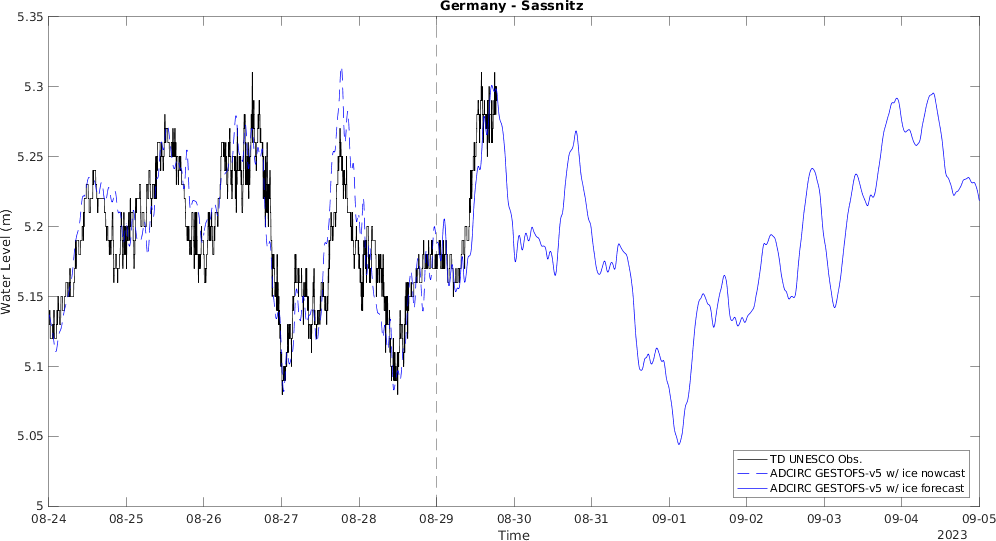 Germany - Sassnitz
5.35
5.3
5.25
5.2
5.15
5.1
5.05
5
Water Level (m)
08-24 08-25 08-26 08-27 08-28 08-29 08-30 08-31 09-01 09-02 09-03 09-04 09-05
Time
2023
TD UNESCO Obs.
ADCIRC GESTOFS-v5 w/ ice nowcast
ADCIRC GESTOFS-v5 w/ ice forecast